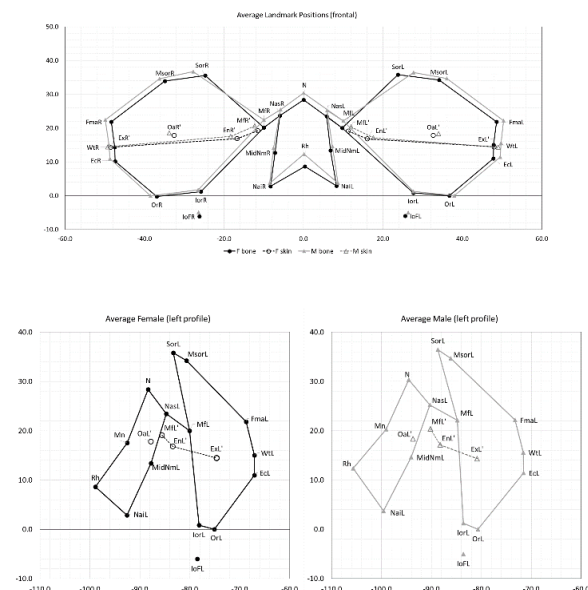 Average Landmark Positions (frontal)
50.0
40.0
30.0
20.0
10.0
0.0
-10.0
MsorR SorR N SorL MsorL
FmaR MfR NasR NasL MfL FmaL
OaR' MfR' MfL' OaL'
WtR ExR' EnR' EnL' ExL' WtL
EcR MidNmR Rh MidNmL EcL
NaiR NaiL
OrR IorR IorL OrL
IoFR IoFL
-60.0 -40.0 -20.0 0.0 20.0 40.0 60.0
F bone F skin M bone M skin
Average Female (left profile)
40.0
30.0
20.0
10.0
0.0
-10.0
SorL
MsorL
N
NasL
MfL FmaL
Mn OaL' MfL'
EnL' ExL' WtL
MidNmL EcL
Rh
NaiL
IorL OrL
IoFL
-110.0 -100.0 -90.0 -80.0 -70.0 -60.0
Average Male (left profile)
40.0
30.0
20.0
10.0
0.0
-10.0
SorL
MsorL
N
NasL
MfL FmaL
Mn OaL' MfL'
EnL' ExL' WtL
Rh MidNmL EcL
NaiL
IorL
OrL
IoFL
-110.0 -100.0 -90.0 -80.0 -70.0 -60.0